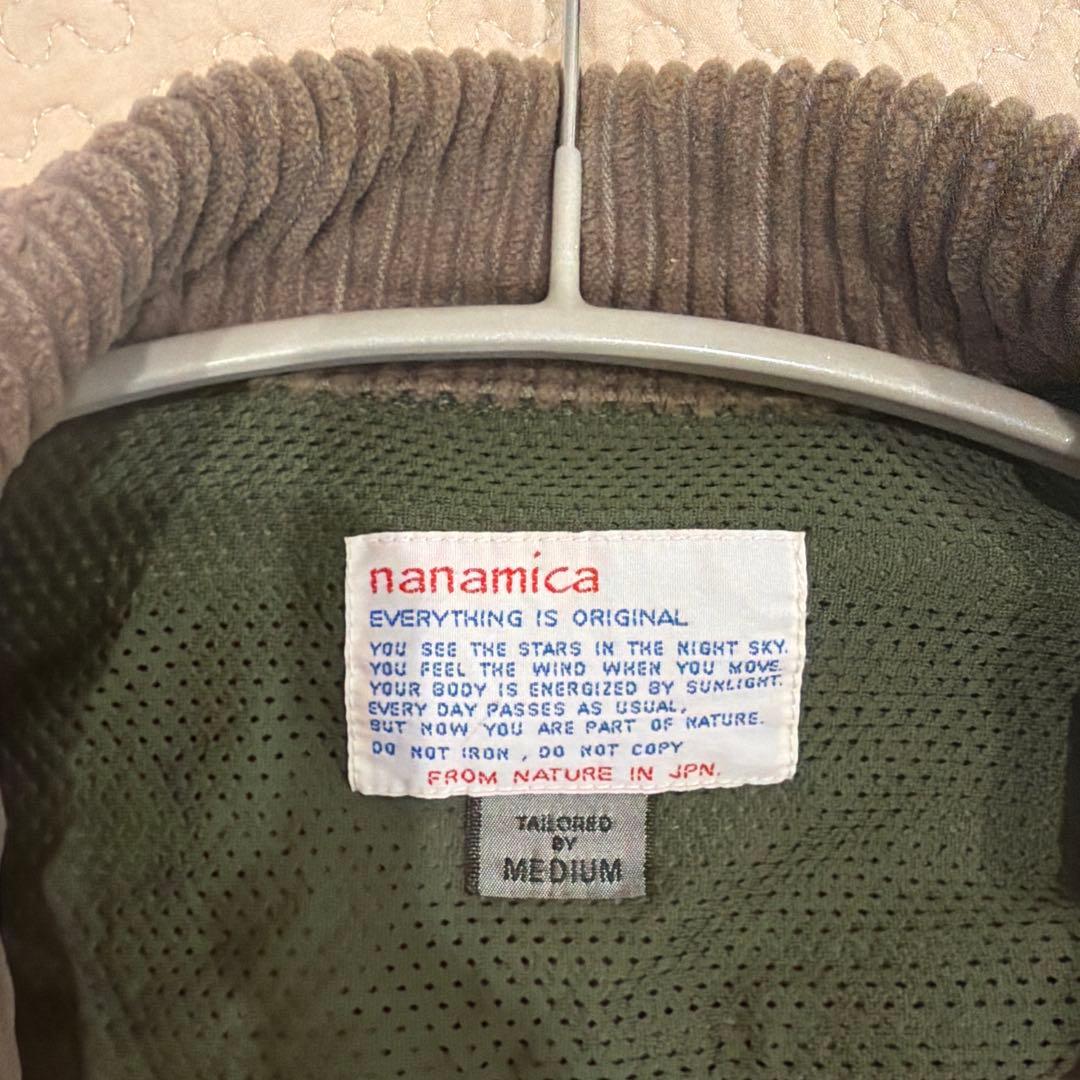 nanamíca
EVERYTHING IS ORIGINAL
YOU SEE THE STARS IN THE NIGHT SKY.
YOU FEEL THE WIND WHEN YOU MOVE.
YOUR BODY IS ENERGIZED BY SUNLIGHT.
EVERY DAY PASSES AS USUAL,
BUT NOW YOU ARE PART OF NATURE.
DO NOT IRON , DO NOT COPY
FROM NATURE IN JPN.
TAILORED
BY
MEDIUM